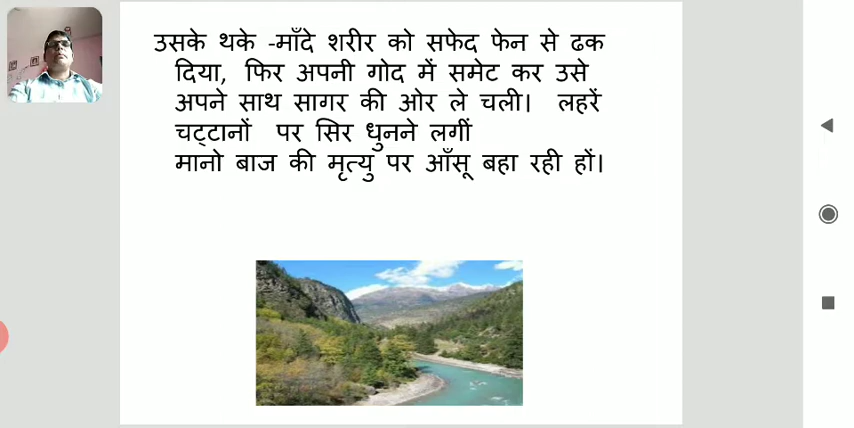 उसके थके -माँदे शरीर को सफेद फेन से ढक
दिया, फिर अपनी गोद में समेट कर उसे
अपने साथ सागर की ओर ले चली। लहरें
चट्टानों पर सिर धुनने लगीं
मानो बाज की मृत्यु पर आँसू बहा रही हों।